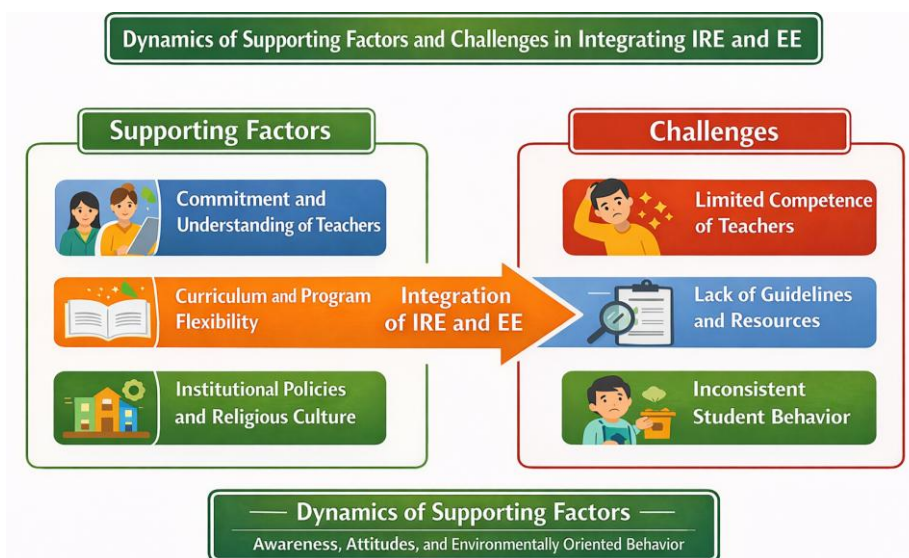 Dynamics of Supporting Factors and Challenges in Integrating IRE and EE
Supporting Factors
Commitment and
Understanding of Teachers
Curriculum and Program
Flexibility
Institutional Policies
and Religious Culture
Integration
of IRE and EE
Challenges
Limited Competence
of Teachers
Lack of Guidelines
and Resources
Inconsistent
Student Behavior
Dynamics of Supporting Factors
Awareness, Attitudes, and Environmentally Oriented Behavior